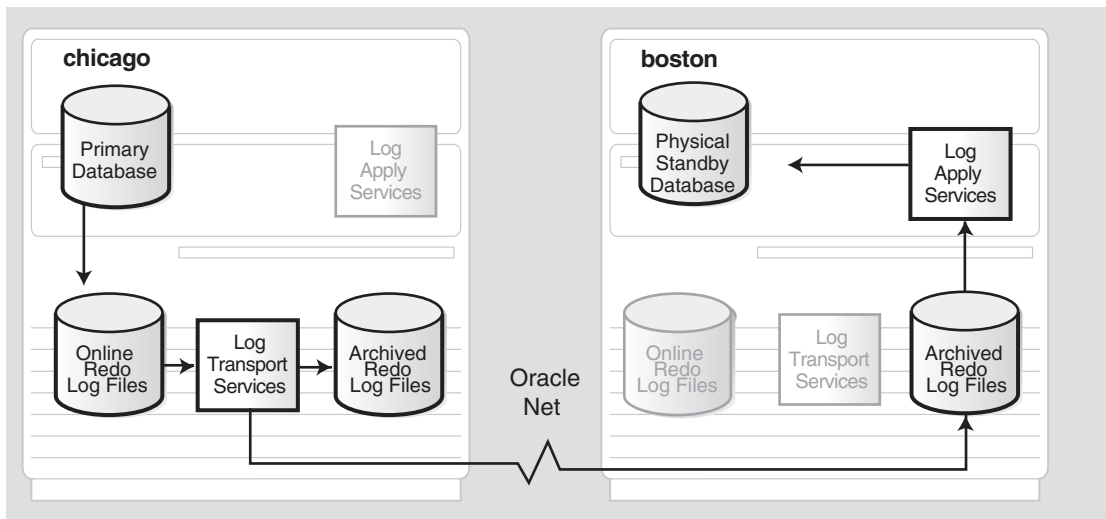 chicago
Primary
Database
Log
Apply
Services
Online
Redo
Log Files
Log
Transport
Services
Archived
Redo
Log Files
Oracle
Net
boston
Physical
Standby
Database
Log
Apply
Services
Online
Redo
Log Files
Log
Transport
Services
Archived
Redo
Log Files